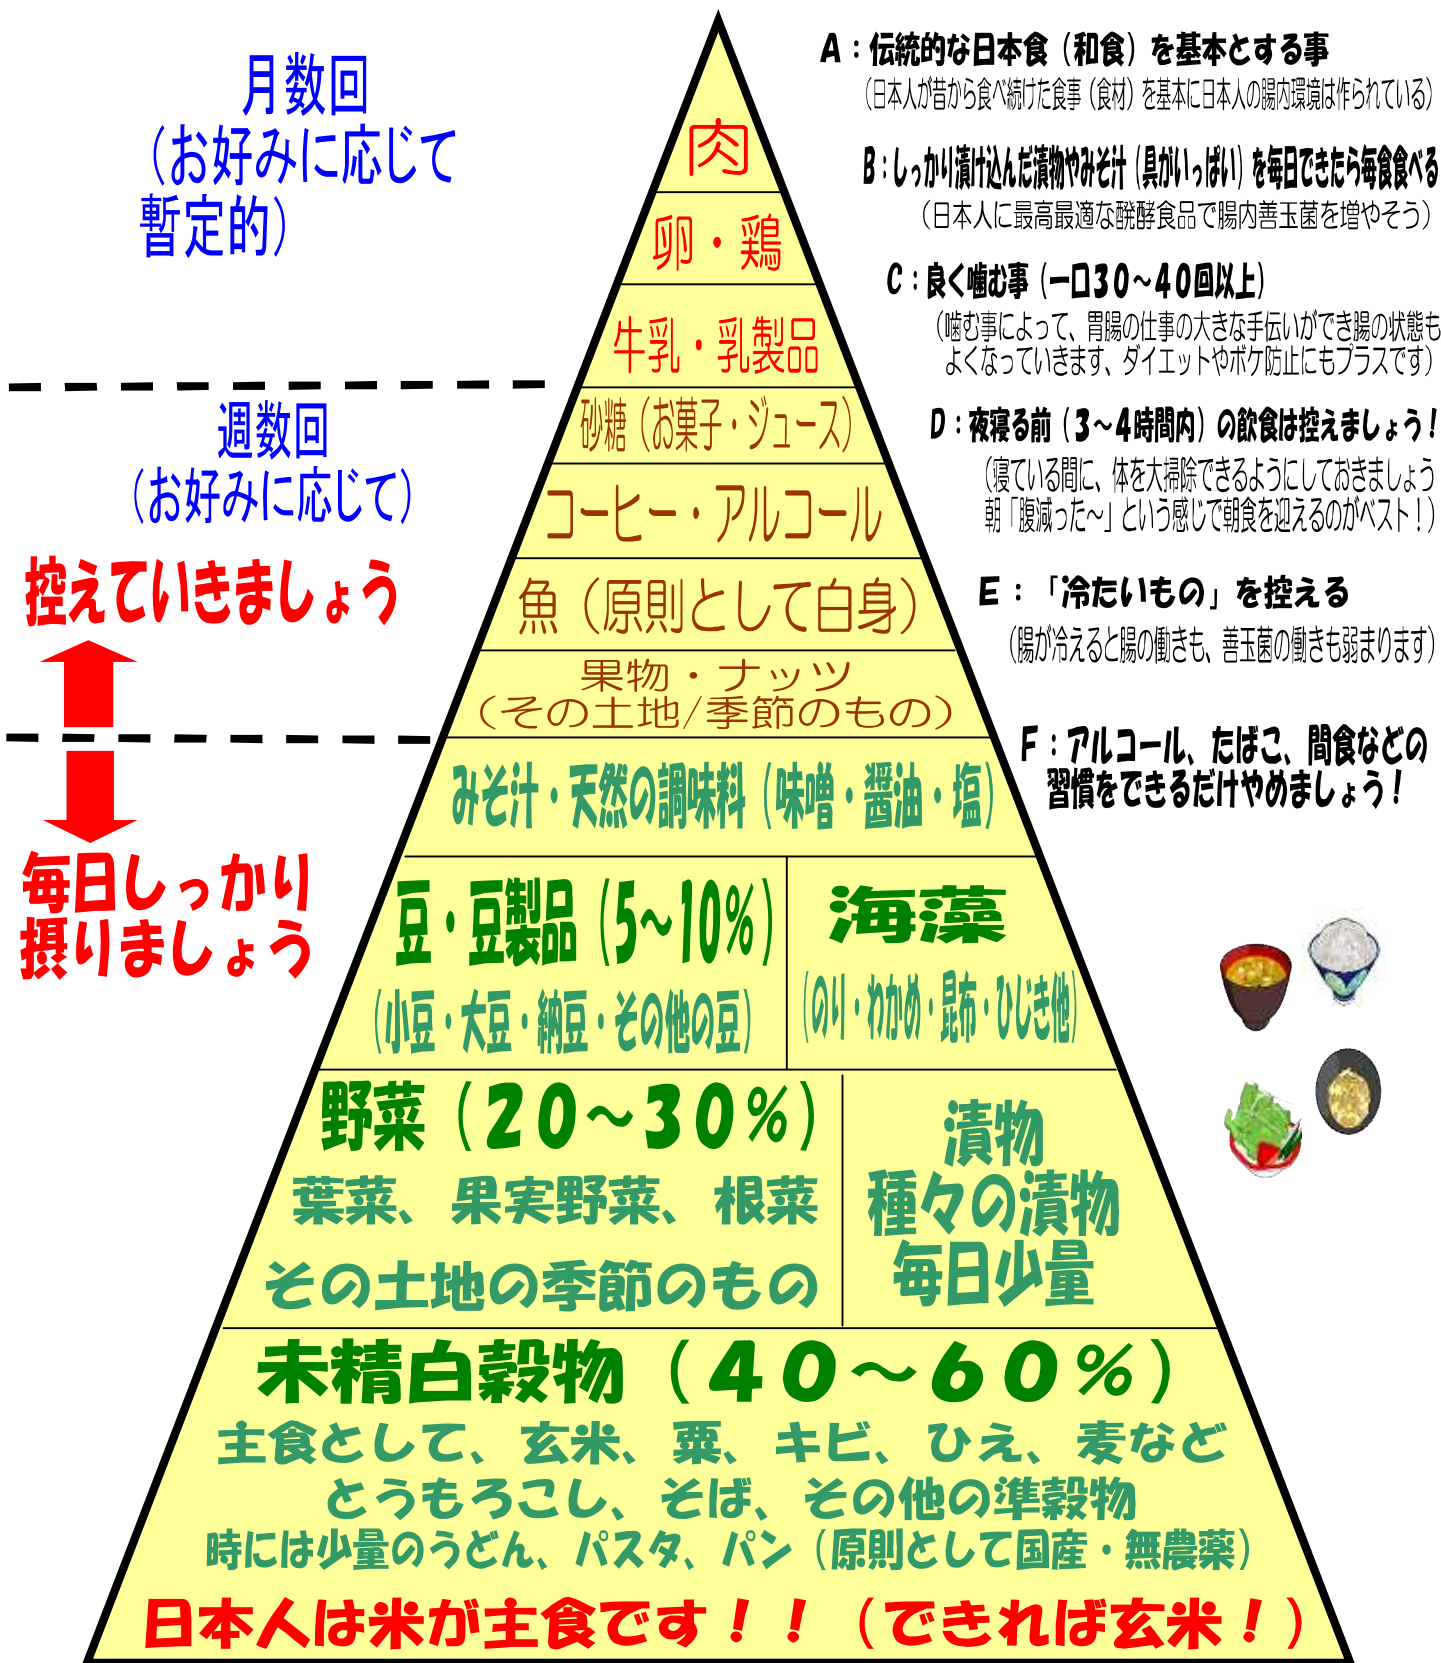 月数回
（お好みに応じて
暫定的）
週数回
（お好みに応じて）
控えていきましょう
毎日しっかり
摂りましょう
肉
卵・鶏
牛乳・乳製品
砂糖（お菓子・ジュース）
コーヒー・アルコール
魚（原則として白身）
果物・ナッツ
（その土地/季節のもの）
みそ汁・天然の調味料（味噌・醤油・塩）
豆・豆製品（5～10％）
（小豆・大豆・納豆・その他の豆）
海藻
（のり・わかめ・昆布・ひじき他）
野菜（２０～３０％）
葉菜、果実野菜、根菜
その土地の季節のもの
漬物
種々の漬物
毎日少量
未精白穀物（４０～６０％）
主食として、玄米、粟、キビ、ひえ、麦など
とうもろこし、そば、その他の準穀物
時には少量のうどん、パスタ、パン（原則として国産・無農薬）
日本人は米が主食です！！（できれば玄米！）
Ａ：伝統的な日本食（和食）を基本とする事
（日本人が昔から食べ続けた食事（食材）を基本に日本人の腸内環境は作られている）
Ｂ：しっかり漬け込んだ漬物やみそ汁（具がいっぱい）を毎日できたら毎食食べる
（日本人に最高最適な醗酵食品で腸内善玉菌を増やそう）
Ｃ：良く噛む事（一口３０～４０回以上）
（噛む事によって、胃腸の仕事の大きな手伝いができ腸の状態も
よくなっていきます、ダイエットやボケ防止にもプラスです）
Ｄ：夜寝る前（３～４時間内）の飲食は控えましょう！
（寝ている間に、体を大掃除できるようにしておきましょう
朝「腹減った～」という感じで朝食を迎えるのがベスト！）
Ｅ：「冷たいもの」を控える
（腸が冷えると腸の働きも、善玉菌の働きも弱まります）
Ｆ：アルコール、たばこ、間食などの
習慣をできるだけやめましょう！